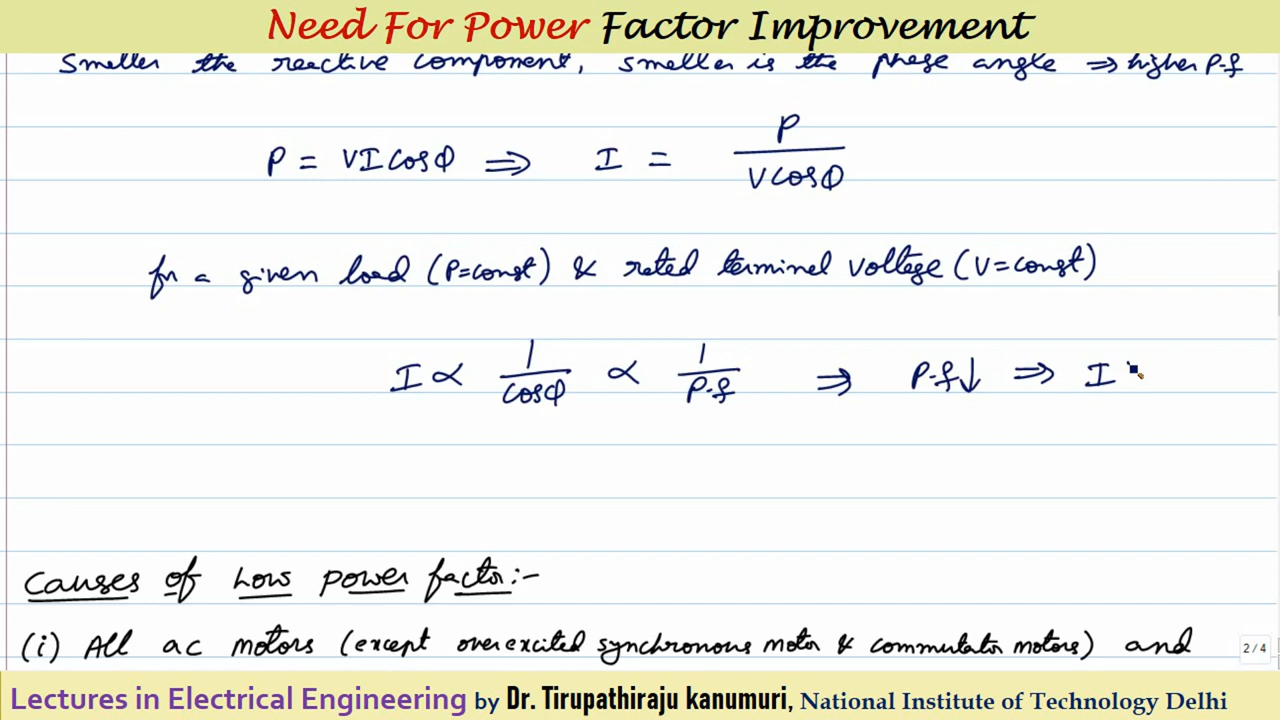 Need For Power Factor Improvement
Smaller the reactive component, smaller is the phase angle ⇒ higher P.f
P = VI Cosϕ ⇒ I = P / V Cosϕ
for a given load (P=const) & rated terminal voltage (V=const)
I ∝ 1/Cosϕ ∝ 1/P.f ⇒ P.f↓ ⇒ I
Causes of Low power factor:-
(i) All ac motors (except overexcited synchronous motor & commutator motors) and
2/4
Lectures in Electrical Engineering by Dr. Tirupathiraju kanumuri, National Institute of Technology Delhi